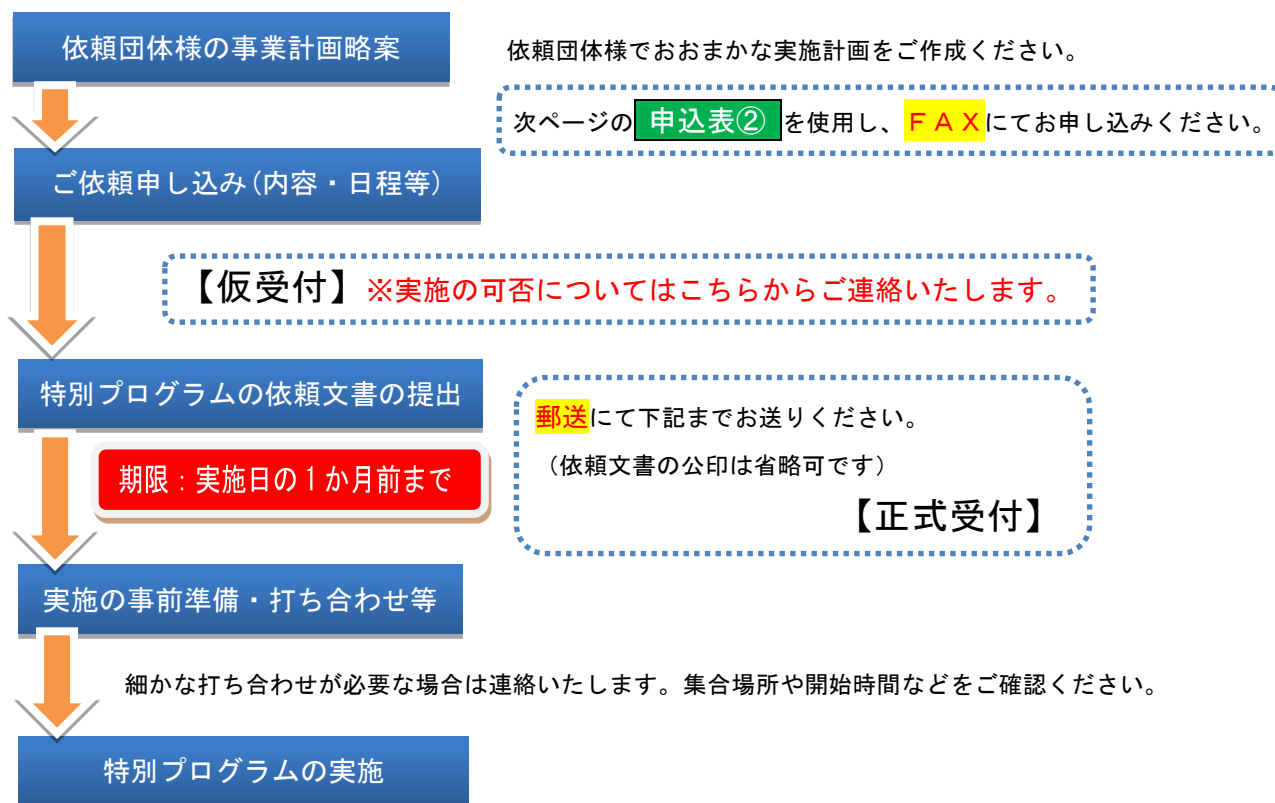 依頼団体様の事業計画略案
依頼団体様でおおまかな実施計画をご作成ください。
次ページの 申込表② を使用し、ＦＡＸにてお申し込みください。
ご依頼申し込み(内容・日程等)
【仮受付】※実施の可否についてはこちらからご連絡いたします。
特別プログラムの依頼文書の提出
郵送にて下記までお送りください。
（依頼文書の公印は省略可です）
期限：実施日の１か月前まで
【正式受付】
実施の事前準備・打ち合わせ等
細かな打ち合わせが必要な場合は連絡いたします。集合場所や開始時間などをご確認ください。
特別プログラムの実施